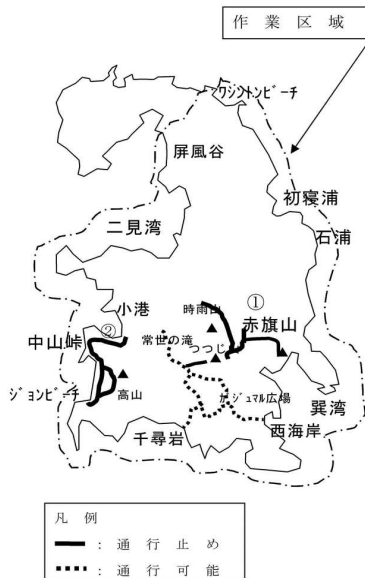 作業区域
ワシントンビーチ
屏風谷
初寝浦
石浦
二見湾
①
小港
時雨山
赤旗山
②
中山峠
常世の滝
つつじ
ジョンビーチ
高山
ガジュマル広場
巽湾
西海岸
千尋岩
凡例
：通行止め
：通行可能